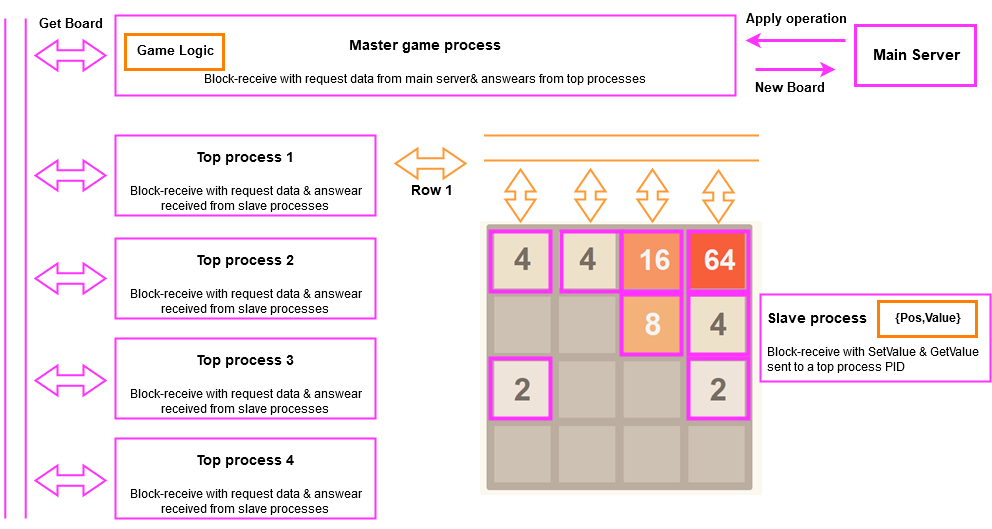 Get Board
Game Logic
Master game process
Block-receive with request data from main server& answears from top processes
Apply operation
New Board
Main Server
Top process 1
Block-receive with request data & answear
received from slave processes
Row 1
Top process 2
Block-receive with request data & answear
received from slave processes
Top process 3
Block-receive with request data & answear
received from slave processes
Top process 4
Block-receive with request data & answear
received from slave processes
4 4 16 64
8 4
2 2
Slave process
{Pos,Value}
Block-receive with SetValue & GetValue
sent to a top process PID